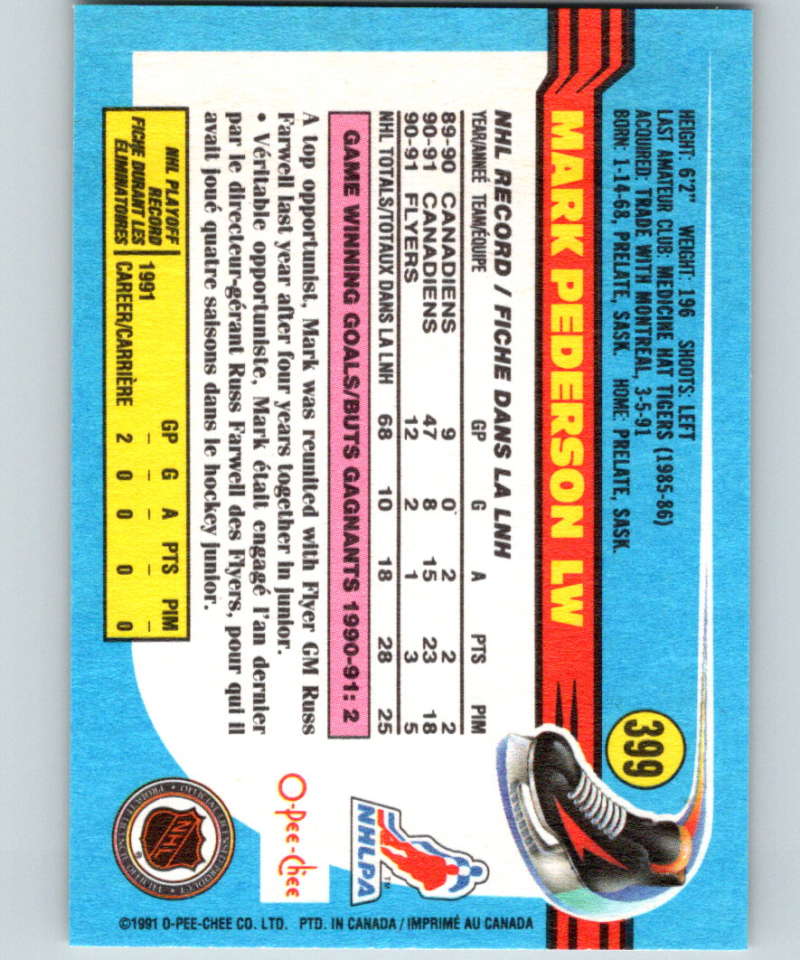 399
HEIGHT: 6'2" WEIGHT: 196 SHOOTS: LEFT
LAST AMATEUR CLUB: MEDICINE HAT TIGERS (1985-86)
ACQUIRED: TRADE WITH MONTREAL, 3-5-91
BORN: 1-14-68, PRELATE, SASK. HOME: PRELATE, SASK.
MARK PEDERSON LW
NHL RECORD / FICHE DANS LA LNH
YEAR/ANNÉE TEAM/ÉQUIPE GP G A PTS PIM
89-90 CANADIENS 9 0 2 2 2
90-91 CANADIENS 47 8 15 23 18
90-91 FLYERS 12 2 1 3 5
NHL TOTALS/TOTAUX DANS LA LNH 68 10 18 28 25
GAME WINNING GOALS/BUTS GAGNANTS 1990-91: 2
A top opportunist, Mark was reunited with Flyer GM Russ
Farwell last year after four years together in junior.
• Véritable opportuniste, Mark était engagé l'an dernier
par le directeur-gérant Russ Farwell des Flyers, pour qui il
avait joué quatre saisons dans le hockey junior.
NHL PLAYOFF
RECORD
FICHE DURANT LES
ÉLIMINATOIRES
GP G A PTS PIM
1991 – – – – –
CAREER/CARRIÈRE 2 0 0 0 0
NHLPA
TM
O-Pee-Chee
NHL
©1991 O-PEE-CHEE CO. LTD. PTD. IN CANADA / IMPRIMÉ AU CANADA